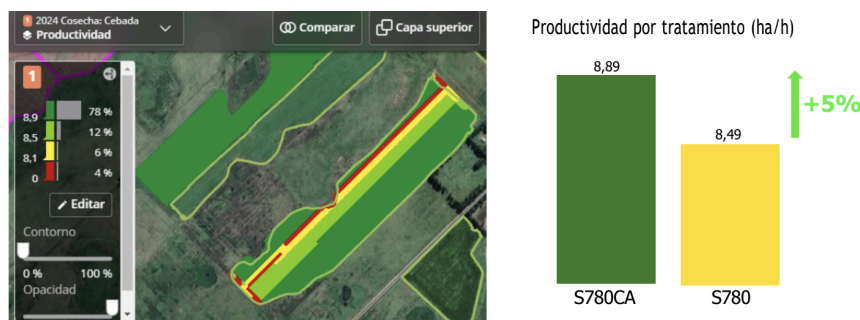 1 2024 Cosecha: Cebada
Productividad
Comparar
Capa superior
1
8,9
78 %
8,5
12 %
8,1
6 %
0
4 %
Editar
Contorno
0 % 100 %
Opacidad
Productividad por tratamiento (ha/h)
8,89
8,49
+5%
S780CA
S780